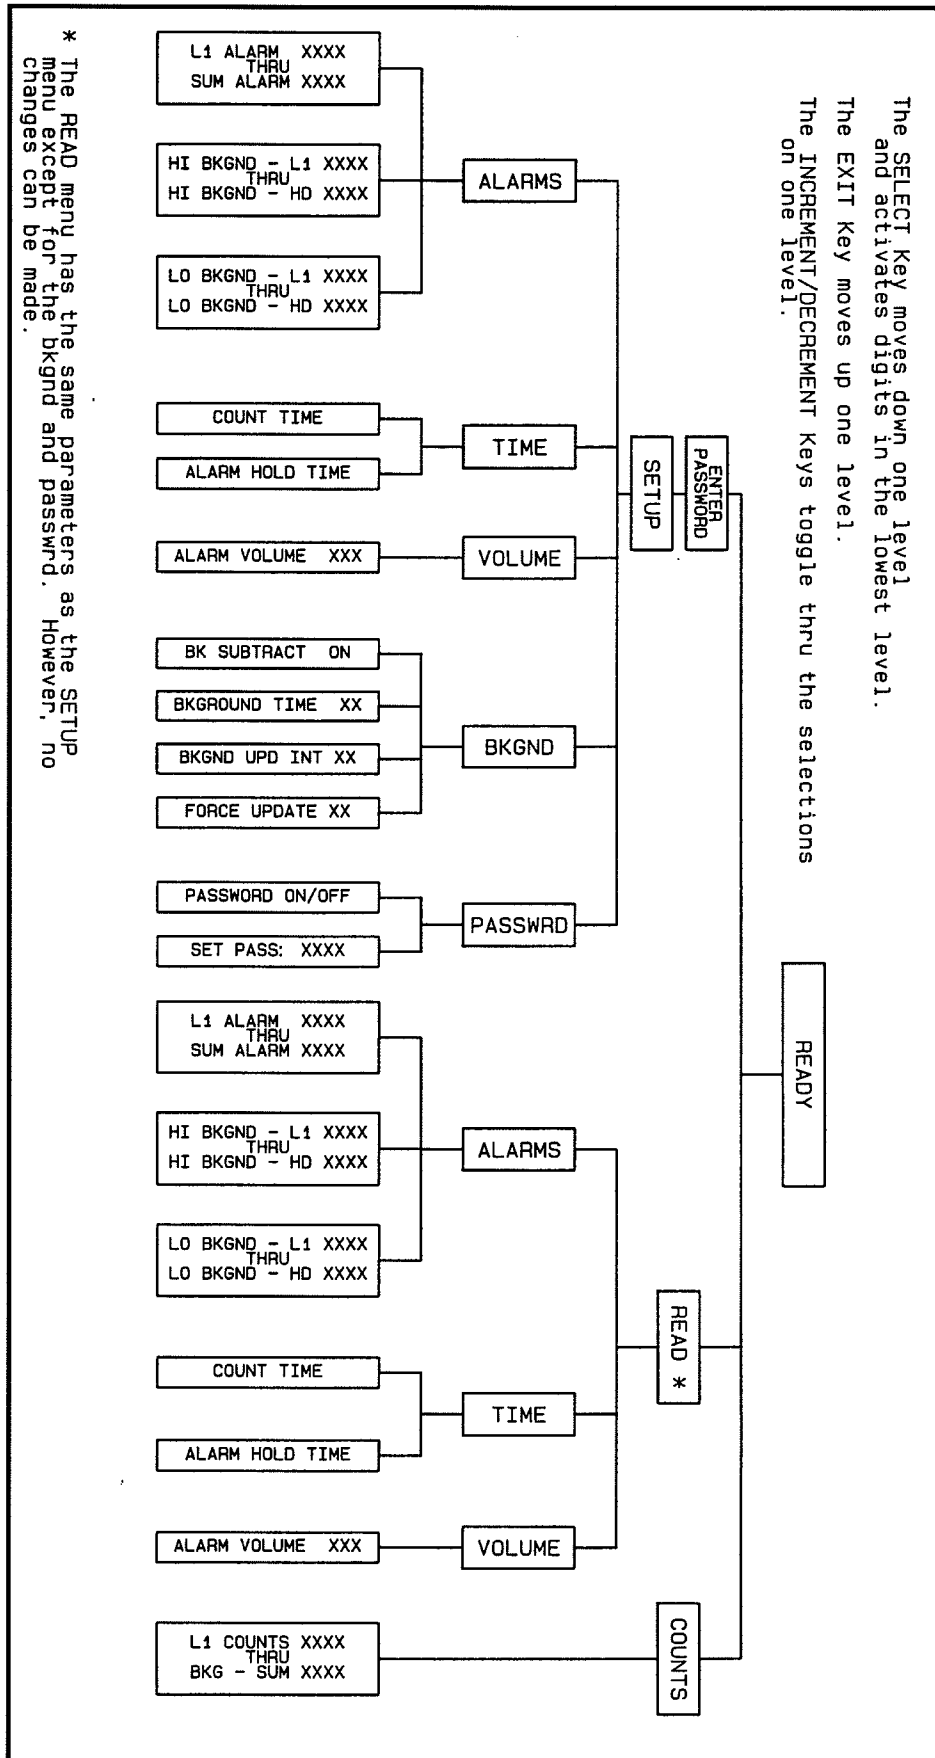 The SELECT Key moves down one level
and activates digits in the lowest level.
The EXIT Key moves up one level.
The INCREMENT/DECREMENT Keys toggle thru the selections
on one level.
READY
ENTER
PASSWORD
SETUP
READ *
COUNTS
ALARMS
L1 ALARM XXXX
THRU
SUM ALARM XXXX
HI BKGND - L1 XXXX
THRU
HI BKGND - HD XXXX
LO BKGND - L1 XXXX
THRU
LO BKGND - HD XXXX
TIME
COUNT TIME
ALARM HOLD TIME
VOLUME
ALARM VOLUME XXX
BKGND
BK SUBTRACT ON
BKGROUND TIME XX
BKGND UPD INT XX
FORCE UPDATE XX
PASSWRD
PASSWORD ON/OFF
SET PASS: XXXX
ALARMS
L1 ALARM XXXX
THRU
SUM ALARM XXXX
HI BKGND - L1 XXXX
THRU
HI BKGND - HD XXXX
LO BKGND - L1 XXXX
THRU
LO BKGND - HD XXXX
TIME
COUNT TIME
ALARM HOLD TIME
VOLUME
ALARM VOLUME XXX
L1 COUNTS XXXX
THRU
BKG - SUM XXXX
* The READ menu has the same parameters as the SETUP
menu except for the bkgnd and passwrd. However, no
changes can be made.